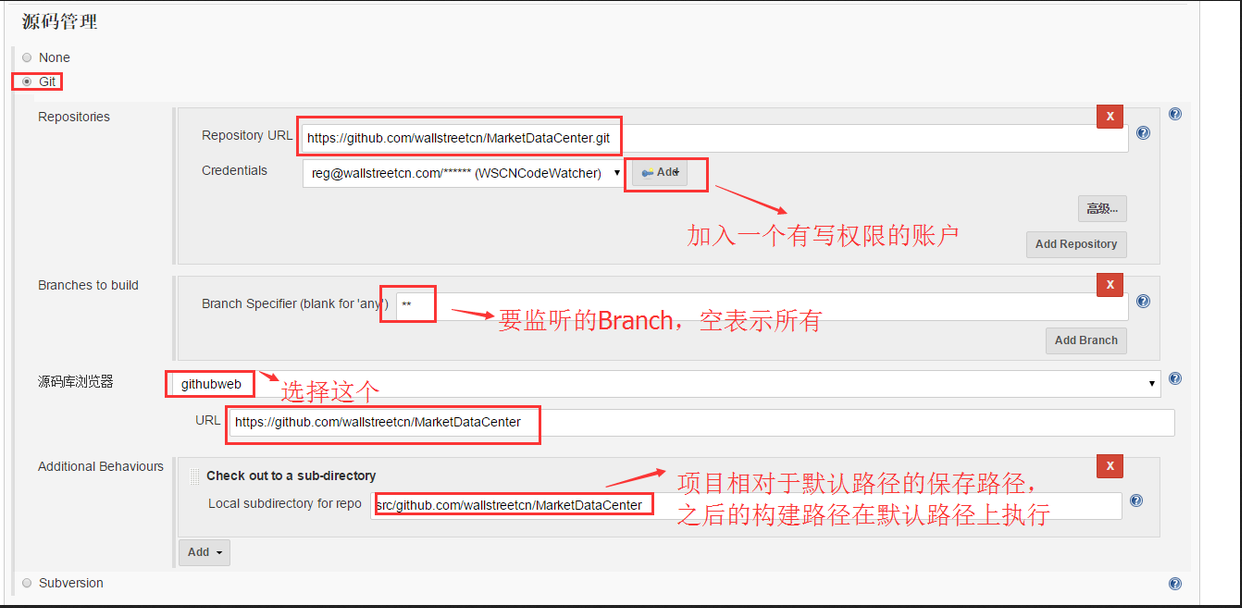 源码管理
None
Git
Repositories
X
Repository URL https://github.com/wallstreetcn/MarketDataCenter.git
Credentials reg@wallstreetcn.com/****** (WSCNCodeWatcher) Add
加入一个有写权限的账户
高级...
Add Repository
Branches to build
X
Branch Specifier (blank for 'any') **
要监听的Branch，空表示所有
Add Branch
源码库浏览器 githubweb
选择这个
URL https://github.com/wallstreetcn/MarketDataCenter
Additional Behaviours
X
Check out to a sub-directory
Local subdirectory for repo src/github.com/wallstreetcn/MarketDataCenter
项目相对于默认路径的保存路径，
之后的构建路径在默认路径上执行
Add
Subversion